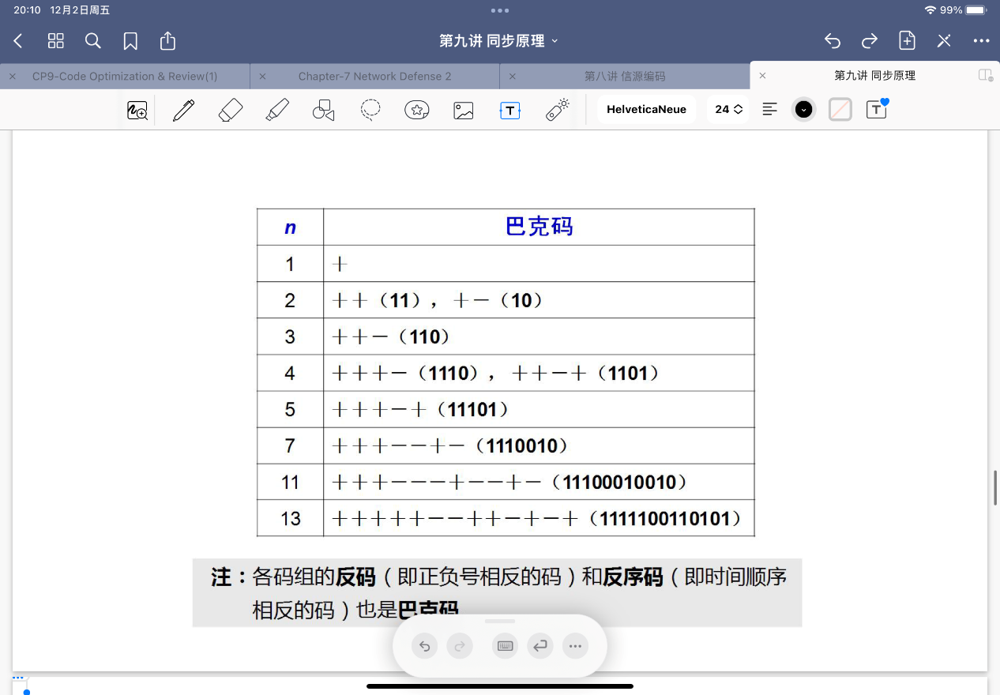 20:10 12月2日周五
99%
第九讲 同步原理
CP9-Code Optimization & Review(1)
Chapter-7 Network Defense 2
第八讲 信源编码
第九讲 同步原理
HelveticaNeue
24
n 巴克码
1 ＋
2 ＋＋（11），＋－（10）
3 ＋＋－（110）
4 ＋＋＋－（1110），＋＋－＋（1101）
5 ＋＋＋－＋（11101）
7 ＋＋＋－－＋－（1110010）
11 ＋＋＋－－－＋－－＋－（11100010010）
13 ＋＋＋＋＋－－＋＋－＋－＋（1111100110101）
注：各码组的反码（即正负号相反的码）和反序码（即时间顺序
相反的码）也是巴克码